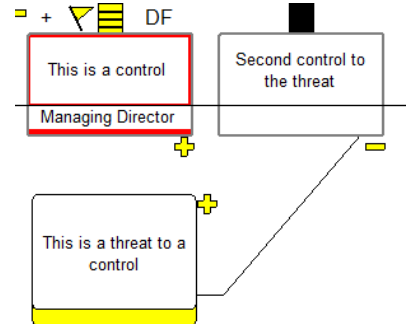 + DF
This is a control
Managing Director
Second control to
the threat
This is a threat to a
control